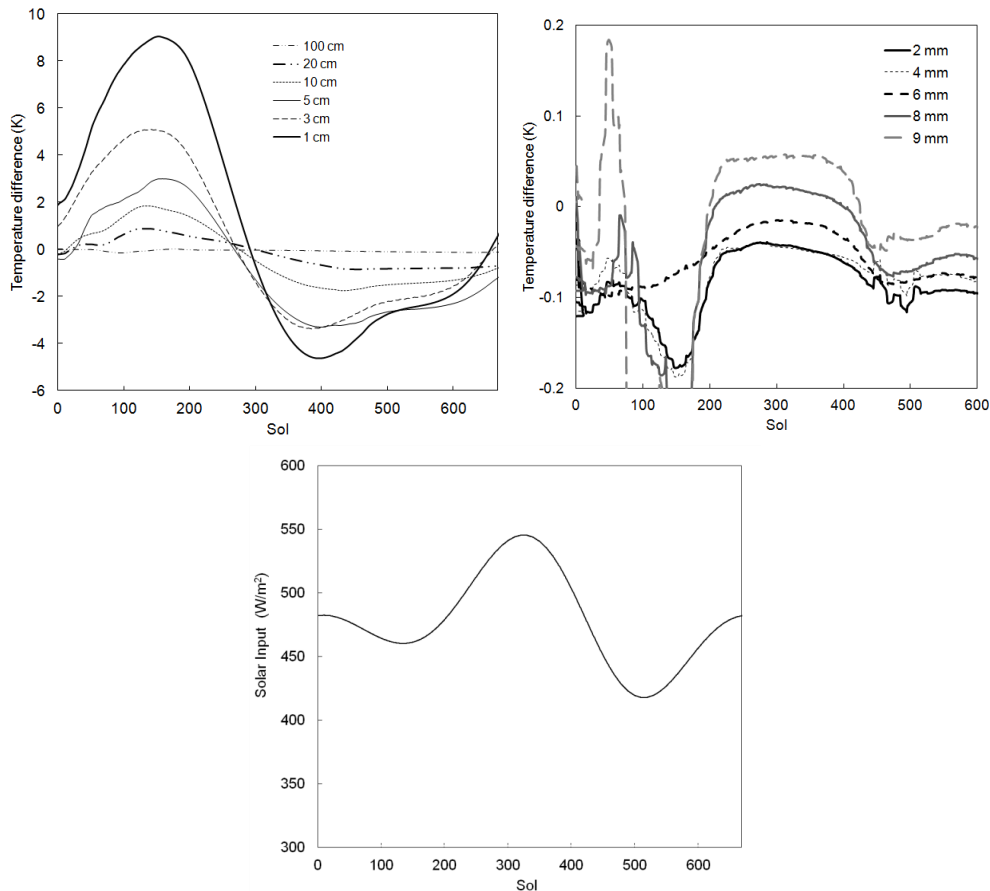 10
8
6
4
2
0
-2
-4
-6
Temperature difference (K)
100 cm
20 cm
10 cm
5 cm
3 cm
1 cm
0 100 200 300 400 500 600
Sol
0.2
0.1
0
-0.1
-0.2
Temperature difference (K)
2 mm
4 mm
6 mm
8 mm
9 mm
0 100 200 300 400 500 600
Sol
600
550
500
450
400
350
300
Solar Input (W/m²)
0 100 200 300 400 500 600
Sol